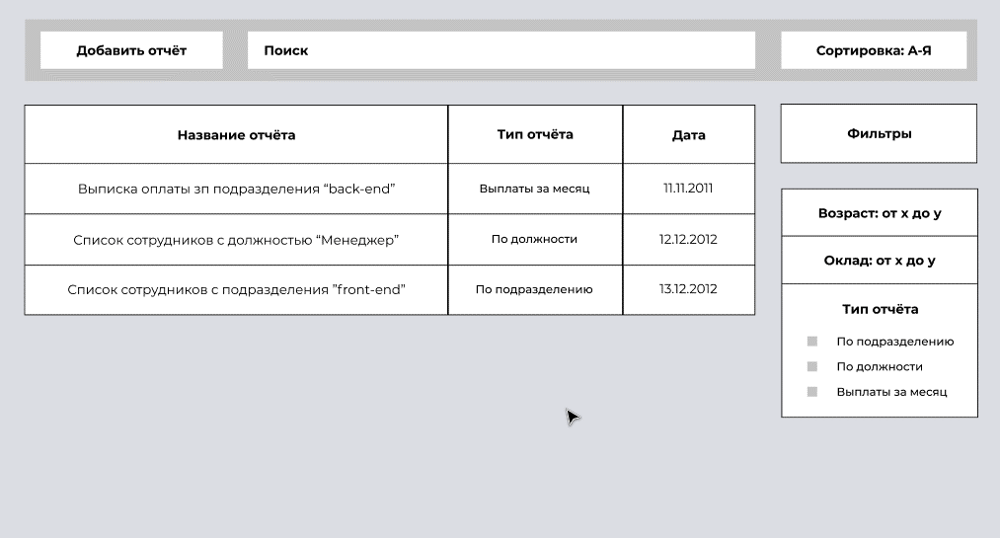 Добавить отчёт
Поиск
Сортировка: А-Я
Название отчёта
Тип отчёта
Дата
Выписка оплаты зп подразделения “back-end”
Выплаты за месяц
11.11.2011
Список сотрудников с должностью “Менеджер”
По должности
12.12.2012
Список сотрудников с подразделения ”front-end”
По подразделению
13.12.2012
Фильтры
Возраст: от x до y
Оклад: от x до y
Тип отчёта
По подразделению
По должности
Выплаты за месяц